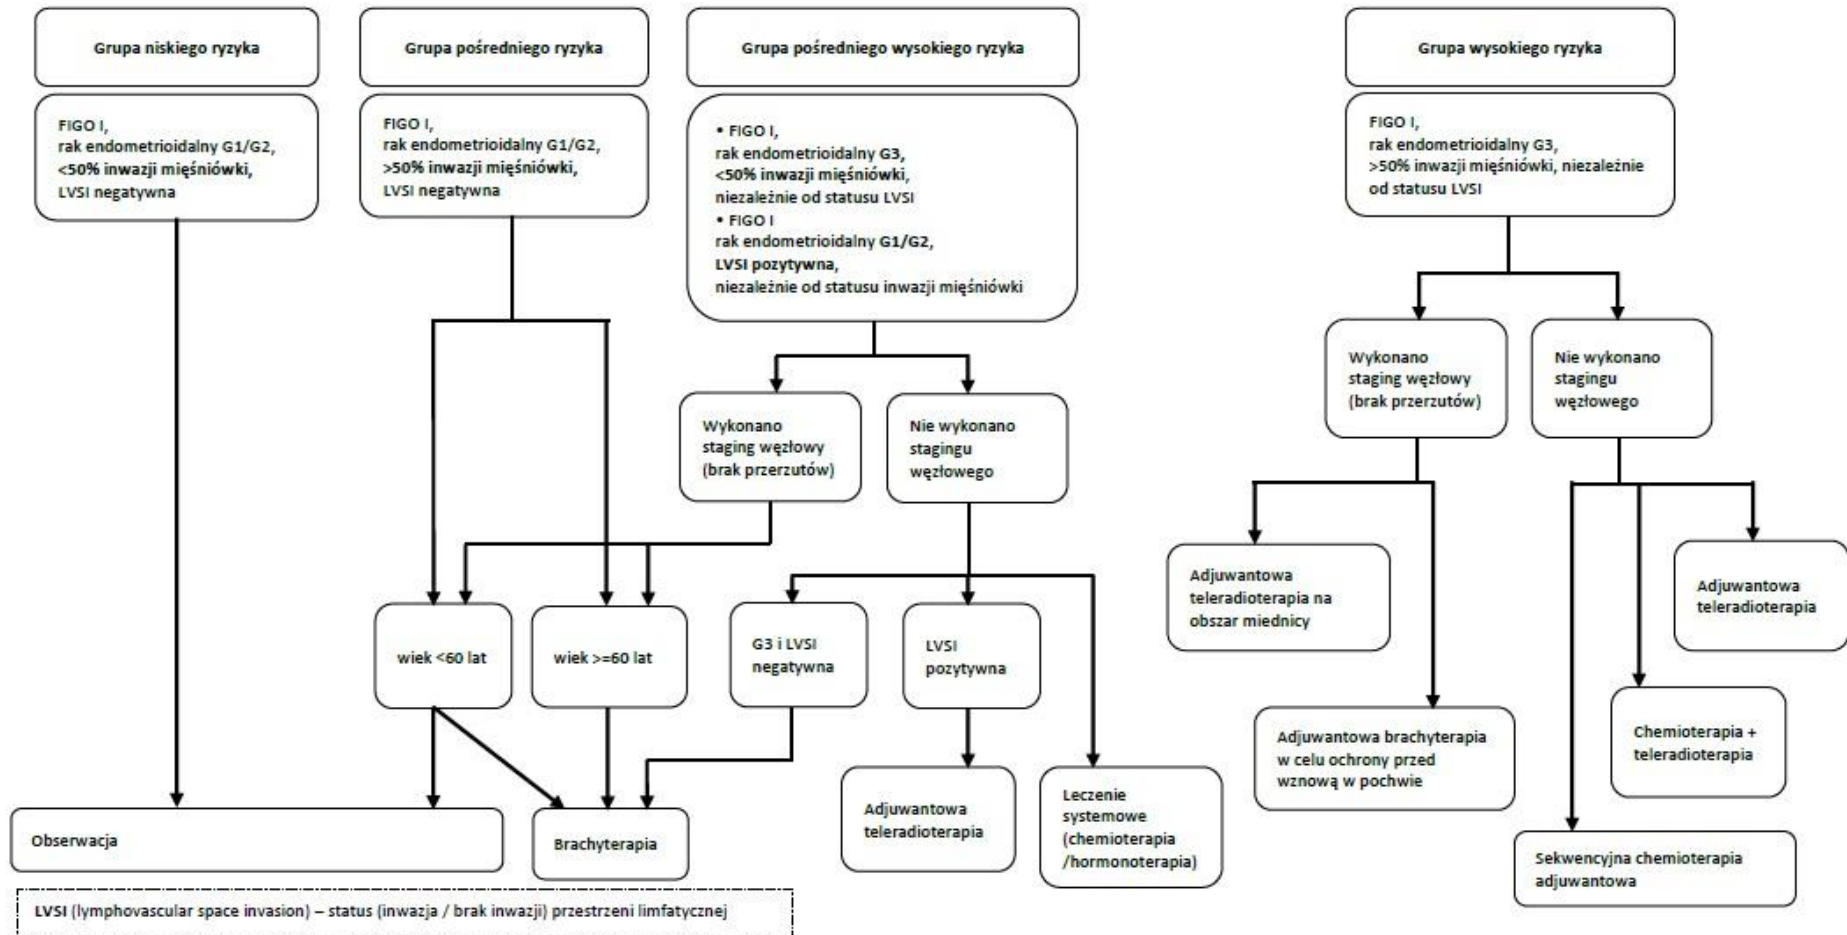 Grupa niskiego ryzyka
Grupa pośredniego ryzyka
Grupa pośredniego wysokiego ryzyka
Grupa wysokiego ryzyka
FIGO I,
rak endometrioidalny G1/G2,
<50% inwazji mięśniówki,
LVSI negatywna
FIGO I,
rak endometrioidalny G1/G2,
>50% inwazji mięśniówki,
LVSI negatywna
• FIGO I,
rak endometrioidalny G3,
<50% inwazji mięśniówki,
niezależnie od statusu LVSI
• FIGO I
rak endometrioidalny G1/G2,
LVSI pozytywna,
niezależnie od statusu inwazji mięśniówki
FIGO I,
rak endometrioidalny G3,
>50% inwazji mięśniówki, niezależnie
od statusu LVSI
Wykonano
staging węzłowy
(brak przerzutów)
Nie wykonano
stagingu
węzłowego
Wykonano
staging węzłowy
(brak przerzutów)
Nie wykonano
stagingu
węzłowego
wiek <60 lat
wiek >=60 lat
G3 i LVSI
negatywna
LVSI
pozytywna
Adjuwantowa
teleradioterapia na
obszar miednicy
Adjuwantowa
teleradioterapia
Adjuwantowa brachyterapia
w celu ochrony przed
wznową w pochwie
Chemioterapia +
teleradioterapia
Obserwacja
Brachyterapia
Adjuwantowa
teleradioterapia
Leczenie
systemowe
(chemioterapia
/hormonoterapia)
Sekwencyjna chemioterapia
adjuwantowa
LVSI (lymphovascular space invasion) – status (inwazja / brak inwazji) przestrzeni limfatycznej